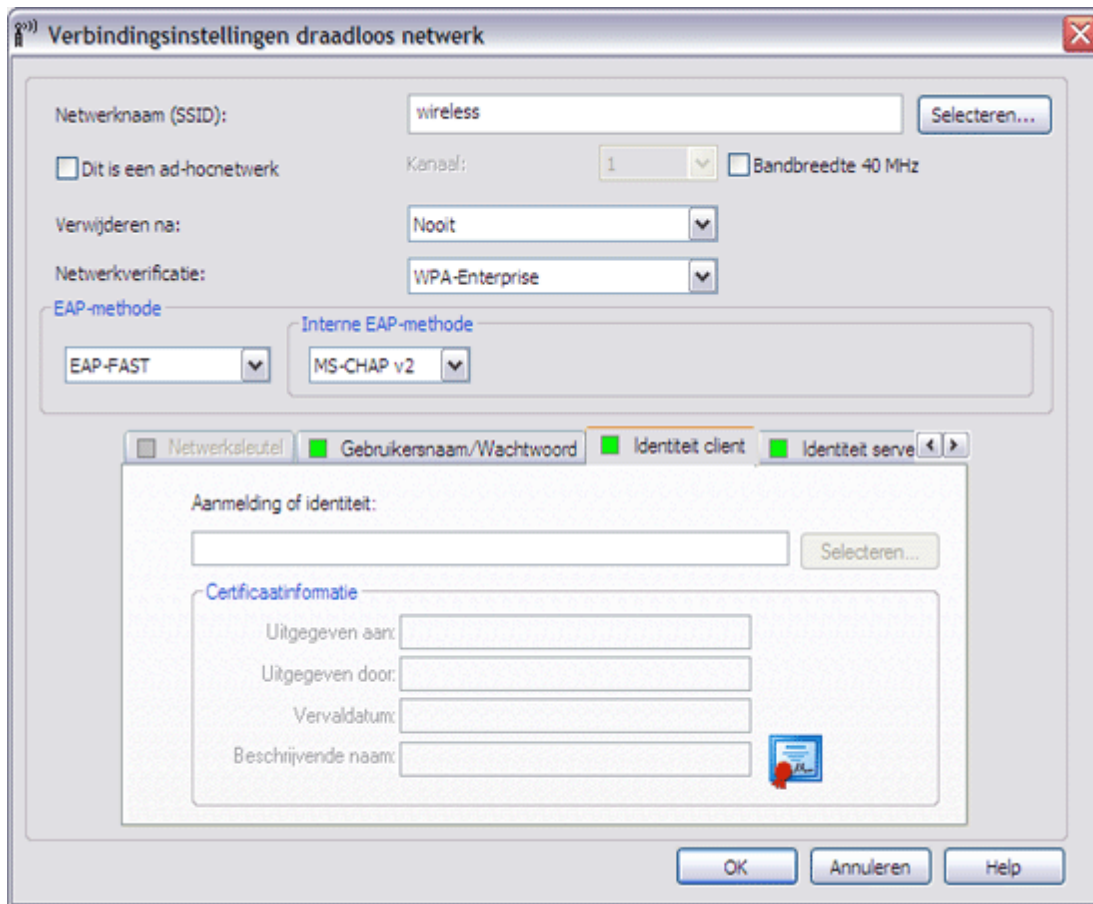 Verbindingsinstellingen draadloos netwerk
Netwerknaam (SSID): wireless Selecteren...
Dit is een ad-hocnetwerk Kanaal: 1 Bandbreedte 40 MHz
Verwijderen na: Nooit
Netwerkverificatie: WPA-Enterprise
EAP-methode
Interne EAP-methode
EAP-FAST MS-CHAP v2
Netwerksleutel Gebruikersnaam/Wachtwoord Identiteit client Identiteit serve
Aanmelding of identiteit:
Selecteren...
Certificaatinformatie
Uitgegeven aan:
Uitgegeven door:
Vervaldatum:
Beschrijvende naam:
OK Annuleren Help